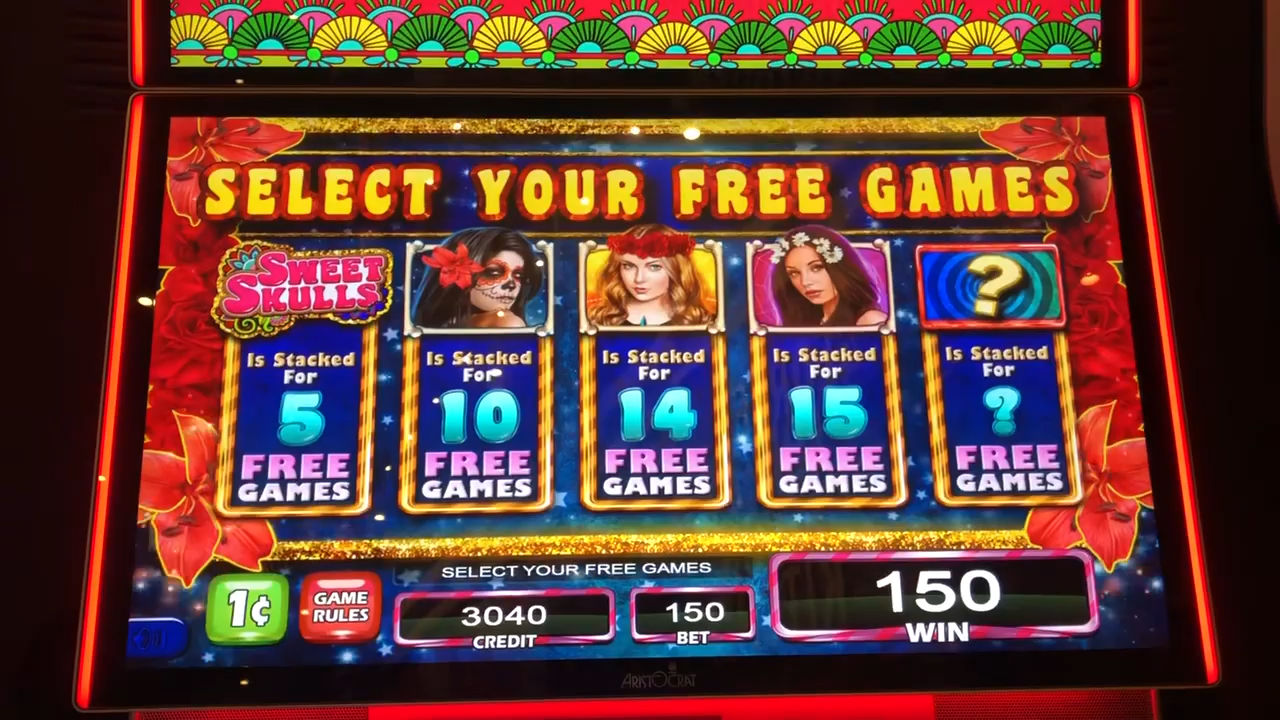 SELECT YOUR FREE GAMES
SWEET
SKULLS
?
Is Stacked
For
5
FREE
GAMES
Is Stacked
For
10
FREE
GAMES
Is Stacked
For
14
FREE
GAMES
Is Stacked
For
15
FREE
GAMES
Is Stacked
For
?
FREE
GAMES
SELECT YOUR FREE GAMES
1¢
GAME
RULES
3040
CREDIT
150
BET
150
WIN
ARISTOCRAT